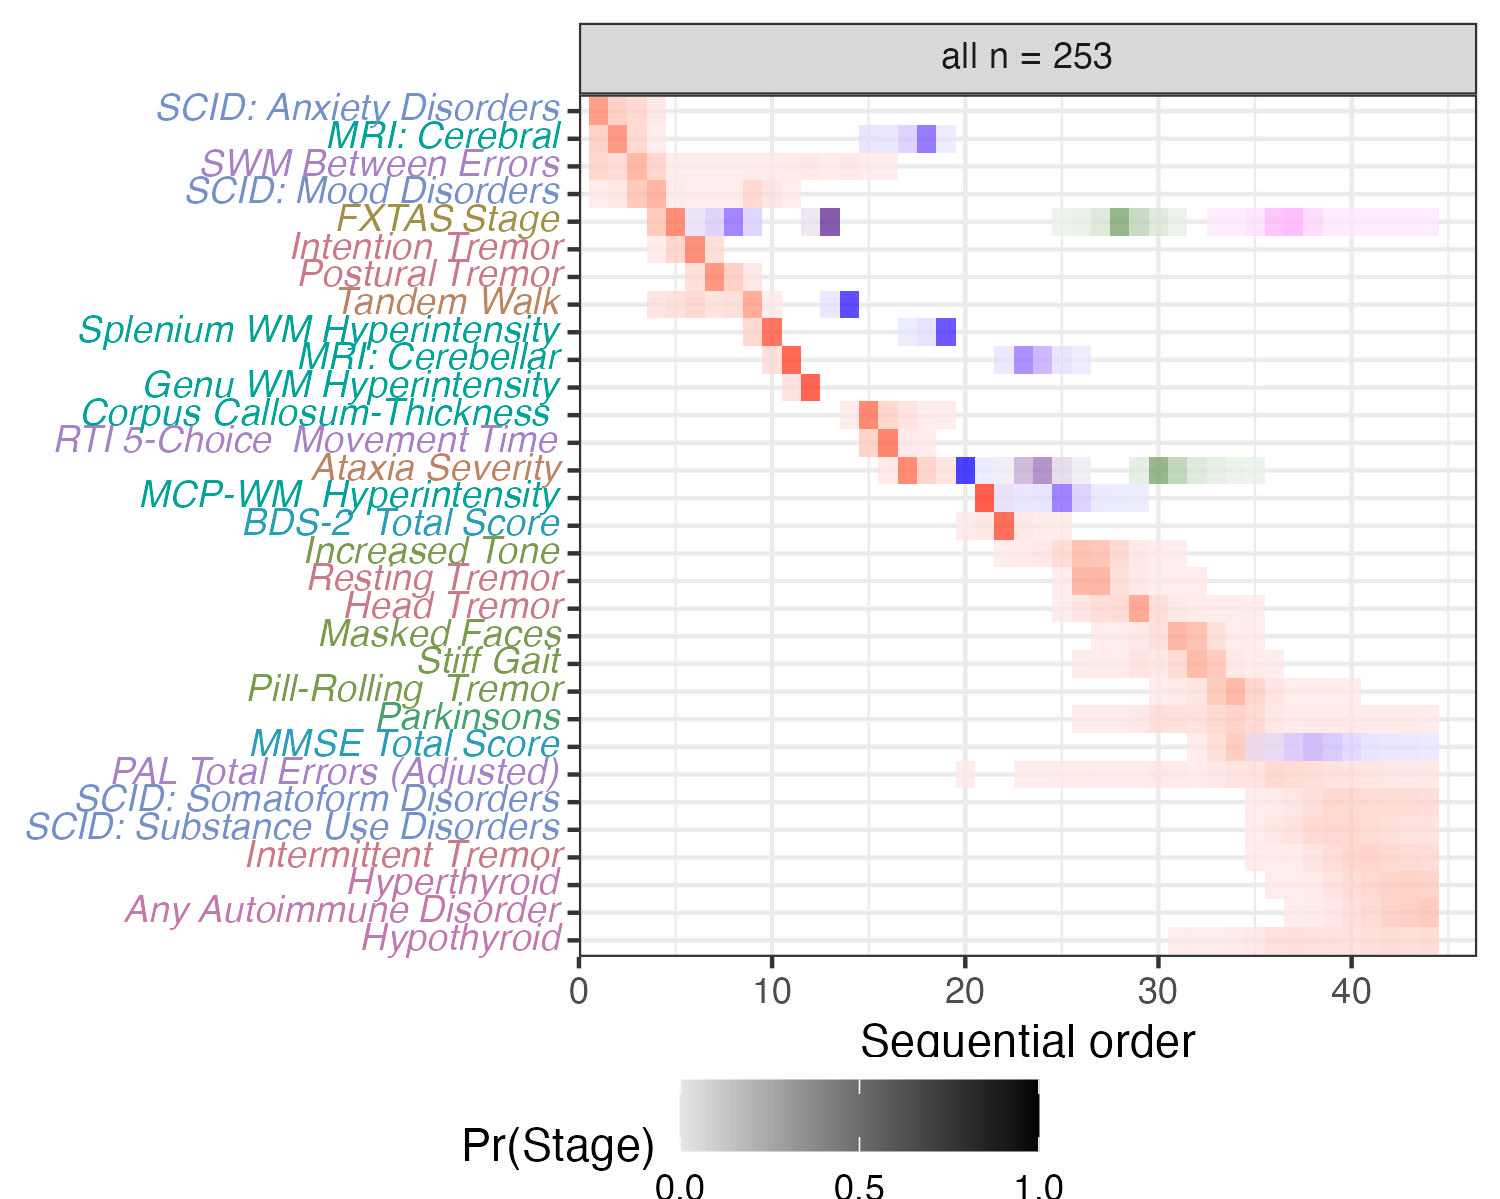 all n = 253
SCID: Anxiety Disorders
MRI: Cerebral
SWM Between Errors
SCID: Mood Disorders
FXTAS Stage
Intention Tremor
Postural Tremor
Tandem Walk
Splenium WM Hyperintensity
MRI: Cerebellar
Genu WM Hyperintensity
Corpus Callosum-Thickness
RTI 5-Choice Movement Time
Ataxia Severity
MCP-WM Hyperintensity
BDS-2 Total Score
Increased Tone
Resting Tremor
Head Tremor
Masked Faces
Stiff Gait
Pill-Rolling Tremor
Parkinsons
MMSE Total Score
PAL Total Errors (Adjusted)
SCID: Somatoform Disorders
SCID: Substance Use Disorders
Intermittent Tremor
Hyperthyroid
Any Autoimmune Disorder
Hypothyroid
0 10 20 30 40
Sequential order
Pr(Stage)
0.0 0.5 1.0